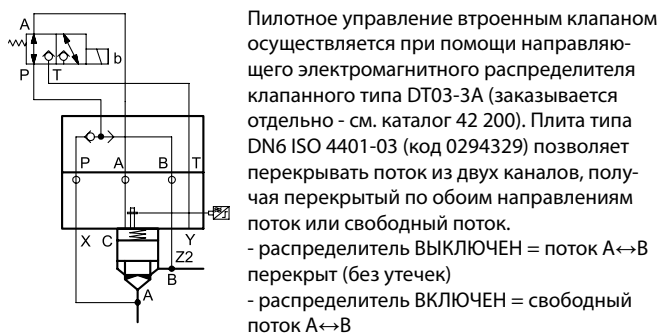 A
b
P T
P A B T
X C Y
Z2
B
A
Пилотное управление втроенным клапаном
осуществляется при помощи направляю-
щего электромагнитного распределителя
клапанного типа DT03-3A (заказывается
отдельно - см. каталог 42 200). Плита типа
DN6 ISO 4401-03 (код 0294329) позволяет
перекрывать поток из двух каналов, полу-
чая перекрытый по обоим направлениям
поток или свободный поток.
- распределитель ВЫКЛЮЧЕН = поток A↔B
перекрыт (без утечек)
- распределитель ВКЛЮЧЕН = свободный
поток A↔B